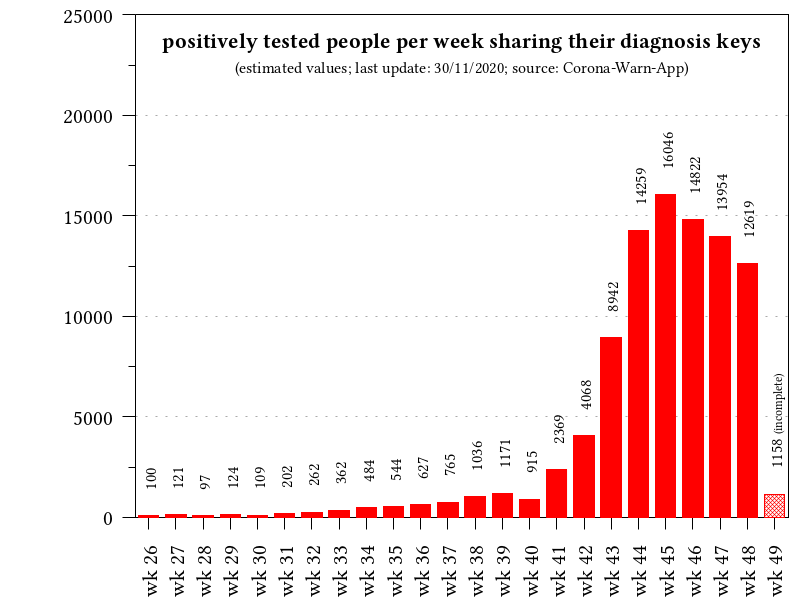 positively tested people per week sharing their diagnosis keys
(estimated values; last update: 30/11/2020; source: Corona-Warn-App)
25000
20000
15000
10000
5000
0
100
121
97
124
109
202
262
362
484
544
627
765
1036
1171
915
2369
4068
8942
14259
16046
14822
13954
12619
1158 (incomplete)
wk 26
wk 27
wk 28
wk 29
wk 30
wk 31
wk 32
wk 33
wk 34
wk 35
wk 36
wk 37
wk 38
wk 39
wk 40
wk 41
wk 42
wk 43
wk 44
wk 45
wk 46
wk 47
wk 48
wk 49